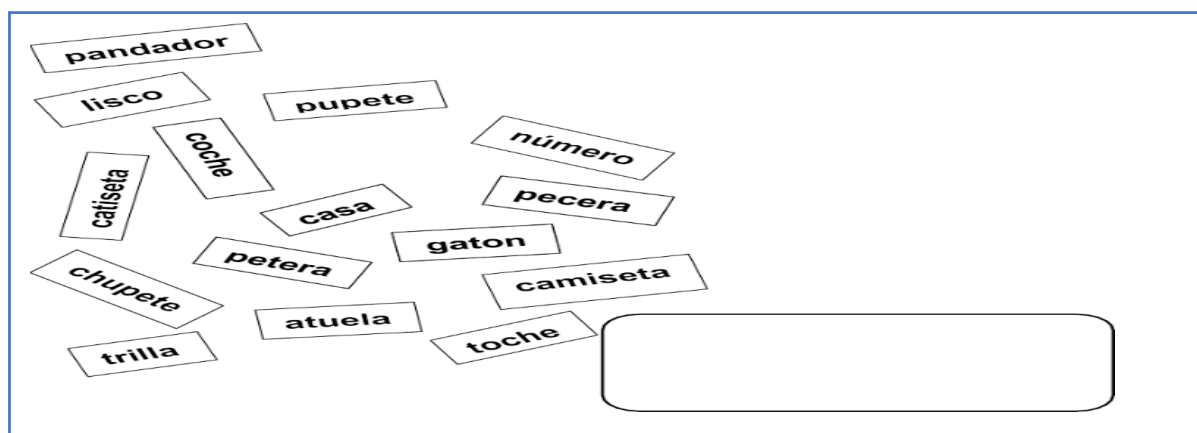 pandador
lisco
pupete
coche
número
catiseta
casa
pecera
gaton
petera
chupete
camiseta
atuela
toche
trilla